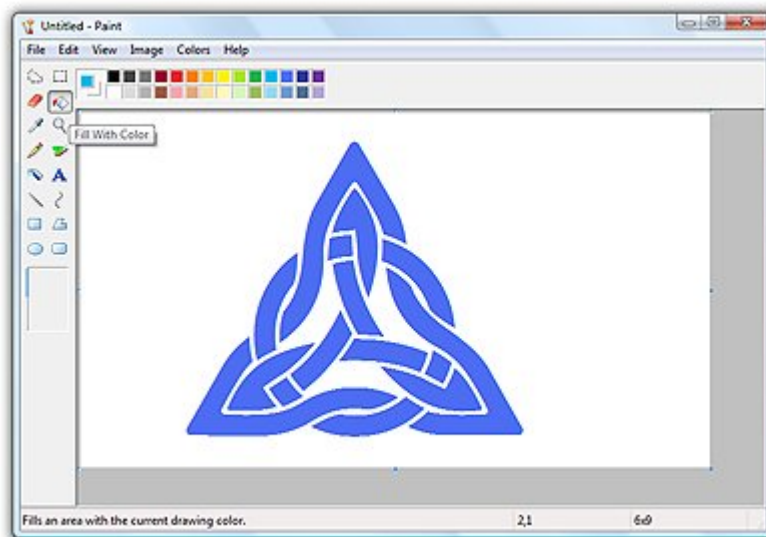 Untitled - Paint
File Edit View Image Colors Help
Fill With Color
A
Fills an area with the current drawing color. 2,1 6x9